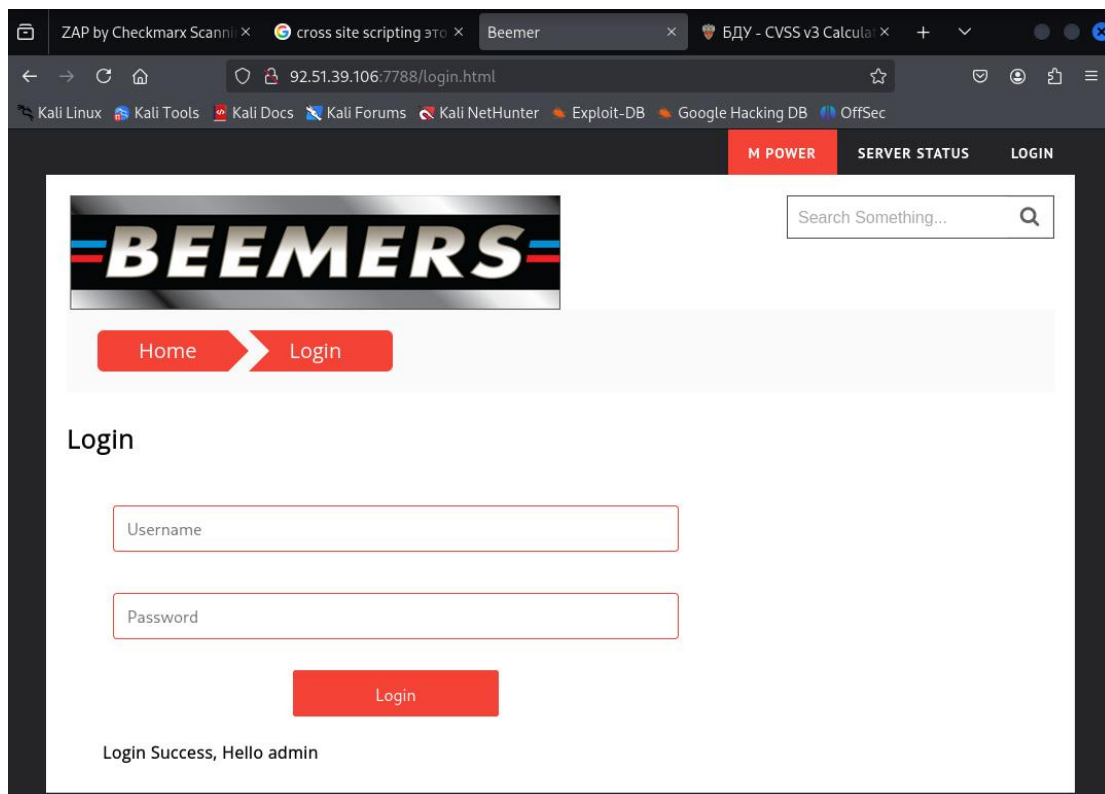 ZAP by Checkmarx Scanni
cross site scripting это
Beemer
БДУ - CVSS v3 Calculat
92.51.39.106:7788/login.html
Kali Linux Kali Tools Kali Docs Kali Forums Kali NetHunter Exploit-DB Google Hacking DB OffSec
M POWER SERVER STATUS LOGIN
BEEMERS
Search Something...
Home Login
Login
Username
Password
Login
Login Success, Hello admin